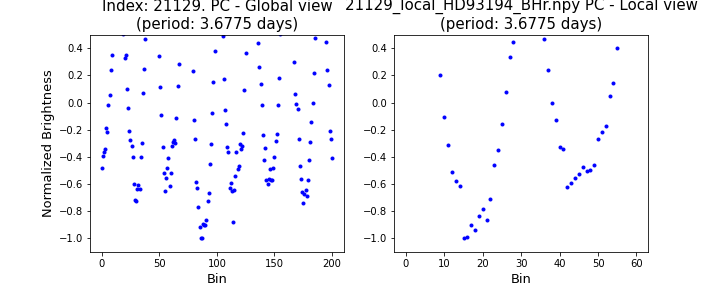 Index: 21129. PC - Global view
(period: 3.6775 days)
21129_local_HD93194_BHr.npy PC - Local view
(period: 3.6775 days)
Normalized Brightness
0.4
0.2
0.0
−0.2
−0.4
−0.6
−0.8
−1.0
0 50 100 150 200
Bin
0.4
0.2
0.0
−0.2
−0.4
−0.6
−0.8
−1.0
0 10 20 30 40 50 60
Bin